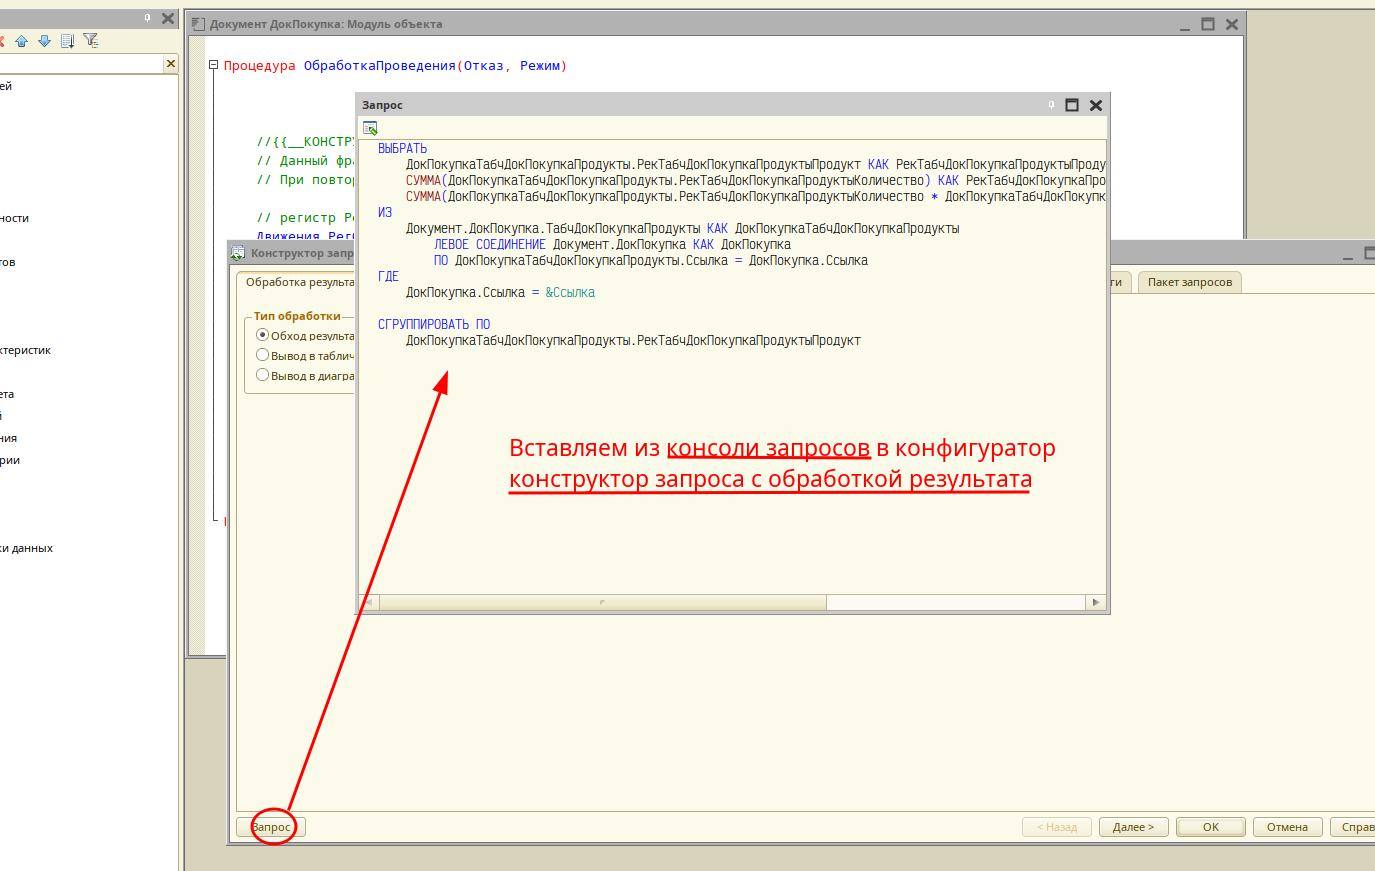 ей
ности
тов
ктеристик
ета
й
ния
рии
ки данных
Документ ДокПокупка: Модуль объекта
Процедура ОбработкаПроведения(Отказ, Режим)
//{{__КОНСТР
// Данный фра
// При повтор
// регистр Ре
Движения.Рег
Запрос
ВЫБРАТЬ
ДокПокупкаТабчДокПокупкаПродукты.РекТабчДокПокупкаПродуктыПродукт КАК РекТабчДокПокупкаПродуктыПроду
СУММА(ДокПокупкаТабчДокПокупкаПродукты.РекТабчДокПокупкаПродуктыКоличество) КАК РекТабчДокПокупкаПро
СУММА(ДокПокупкаТабчДокПокупкаПродукты.РекТабчДокПокупкаПродуктыКоличество * ДокПокупкаТабчДокПокупк
ИЗ
Документ.ДокПокупка.ТабчДокПокупкаПродукты КАК ДокПокупкаТабчДокПокупкаПродукты
ЛЕВОЕ СОЕДИНЕНИЕ Документ.ДокПокупка КАК ДокПокупка
ПО ДокПокупкаТабчДокПокупкаПродукты.Ссылка = ДокПокупка.Ссылка
ГДЕ
ДокПокупка.Ссылка = &Ссылка
СГРУППИРОВАТЬ ПО
ДокПокупкаТабчДокПокупкаПродукты.РекТабчДокПокупкаПродуктыПродукт
Конструктор запр
Обработка результа
ти
Пакет запросов
Тип обработки
Обход результа
Вывод в таблич
Вывод в диагра
Вставляем из консоли запросов в конфигуратор
конструктор запроса с обработкой результата
Запрос
< Назад
Далее >
OK
Отмена
Справ